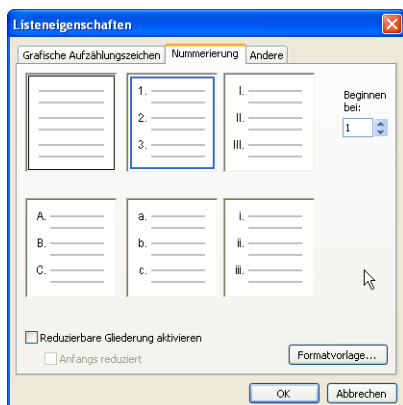 Listeneigenschaften
Grafische Aufzählungszeichen Nummerierung Andere
1. I.
2. II.
3. III.
Beginnen
bei:
1
A. a. i.
B. b. ii.
C. c. iii.
Reduzierbare Gliederung aktivieren
Anfangs reduziert
Formatvorlage...
OK Abbrechen